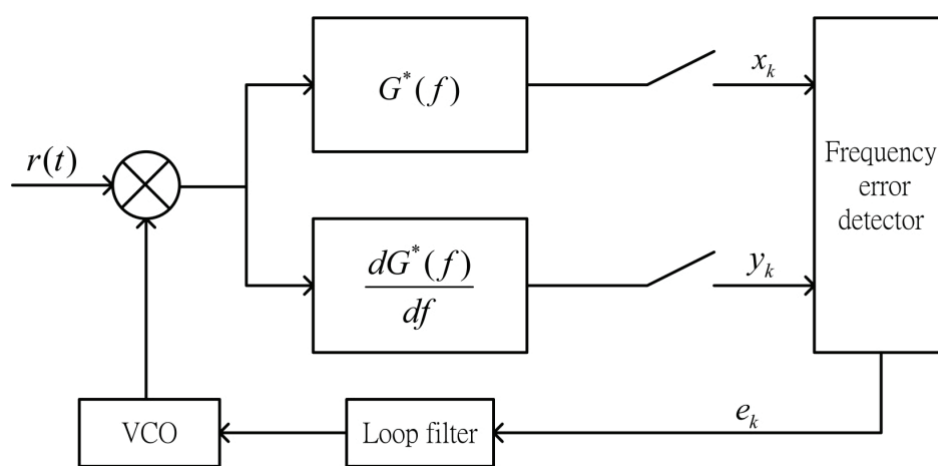 r(t)
G*(f)
dG*(f)
df
x_k
y_k
Frequency
error
detector
e_k
Loop filter
VCO